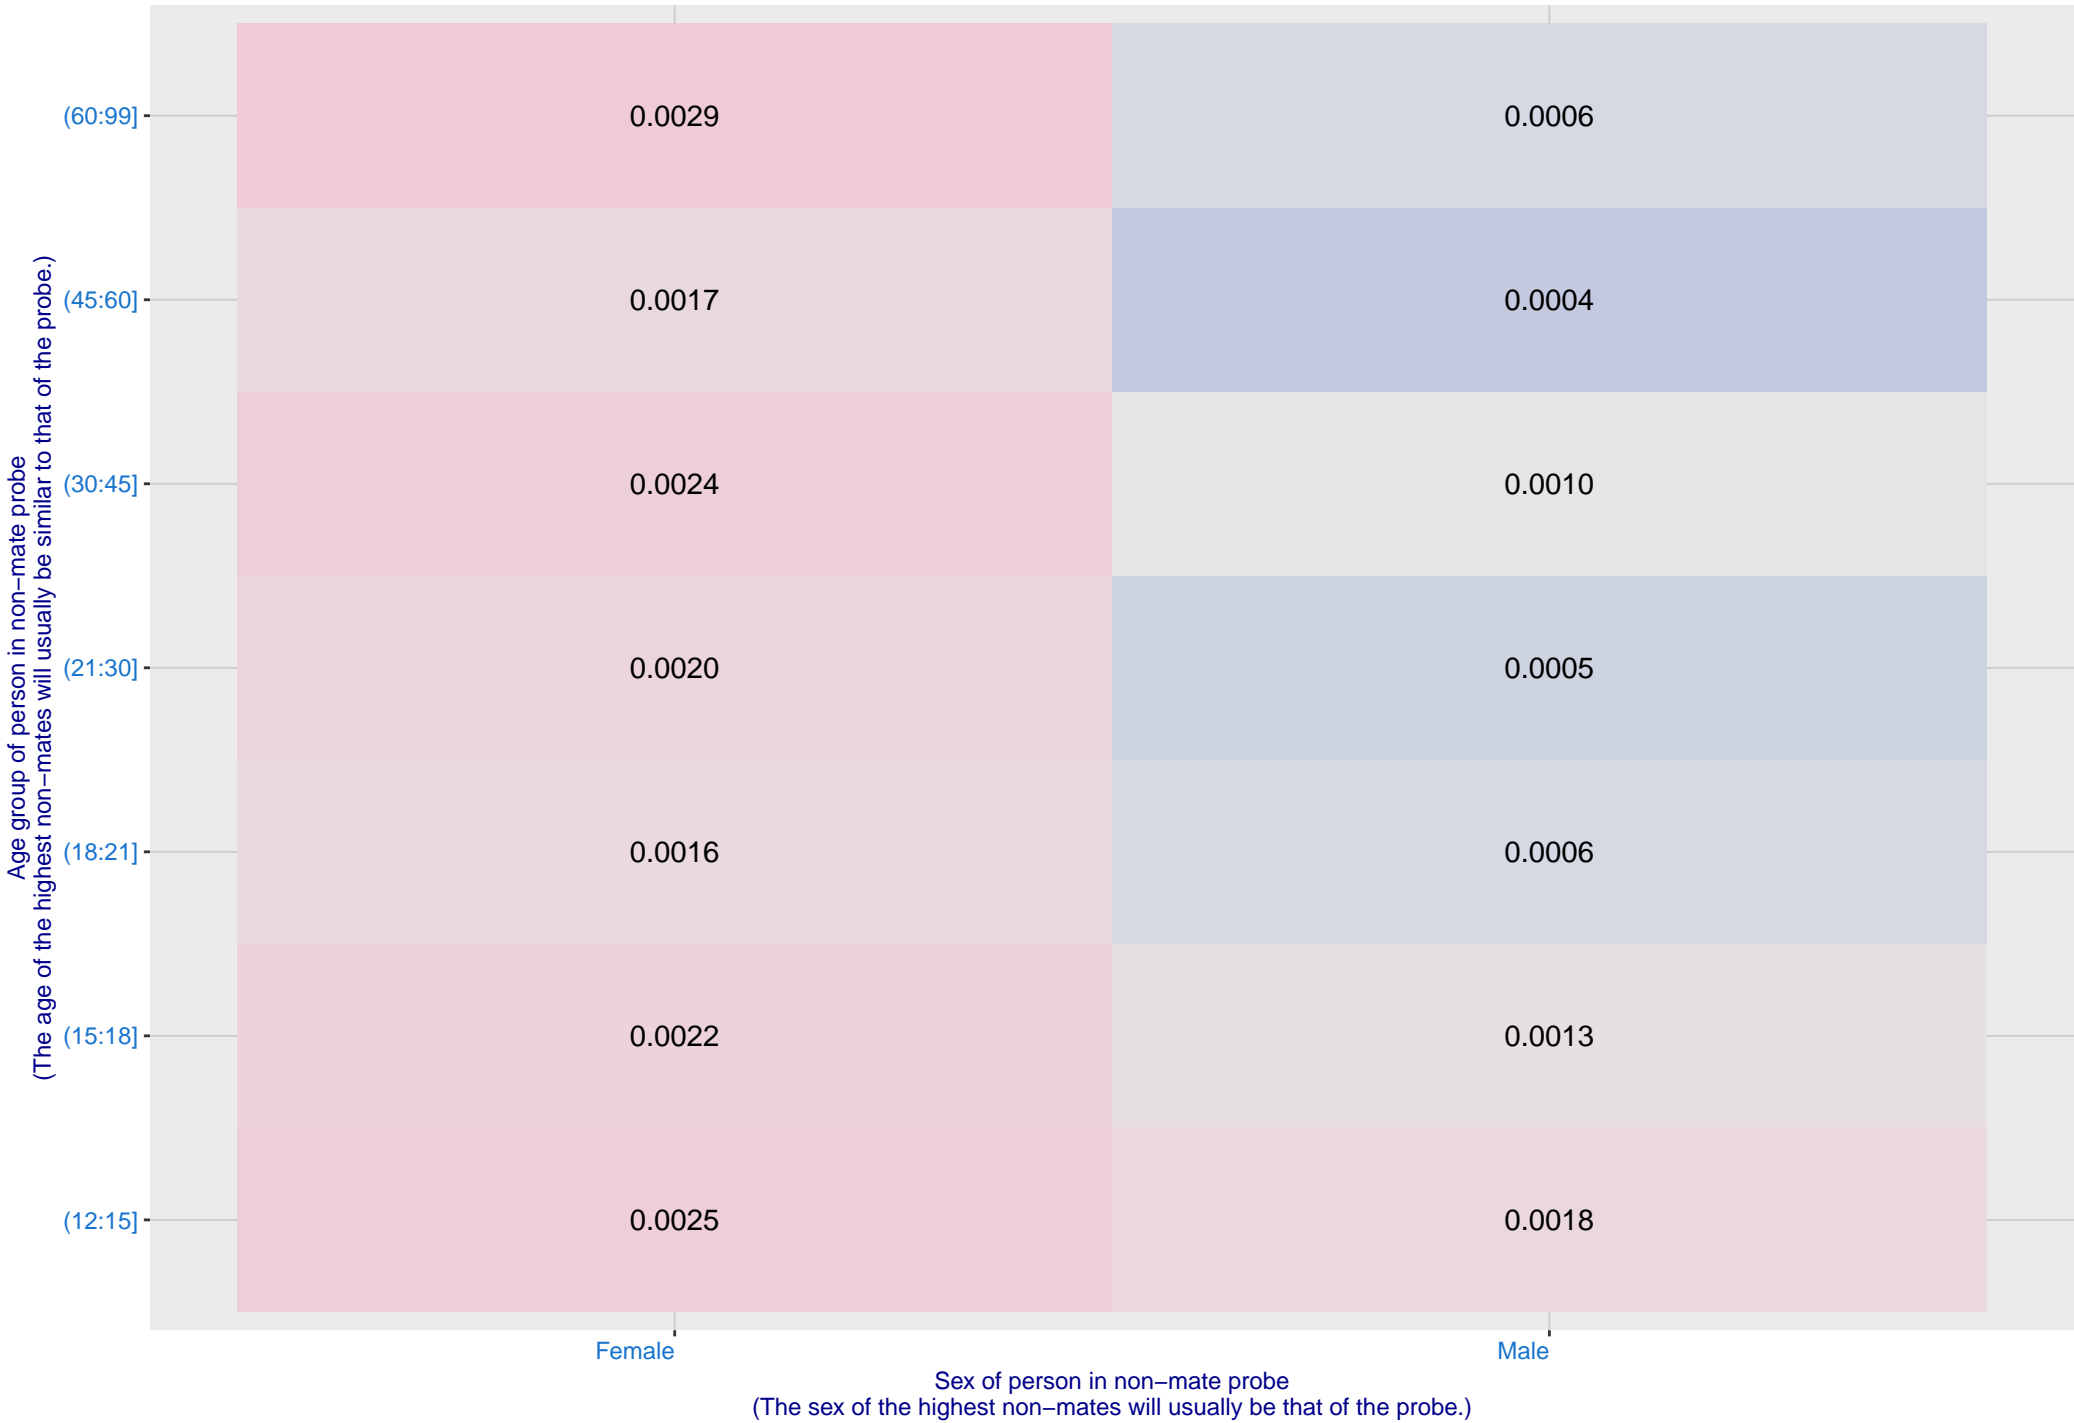 Age group of person in non−mate probe
(The age of the highest non−mates will usually be similar to that of the probe.)
(60:99] 0.0029 0.0006
(45:60] 0.0017 0.0004
(30:45] 0.0024 0.0010
(21:30] 0.0020 0.0005
(18:21] 0.0016 0.0006
(15:18] 0.0022 0.0013
(12:15] 0.0025 0.0018
Female Male
Sex of person in non−mate probe
(The sex of the highest non−mates will usually be that of the probe.)